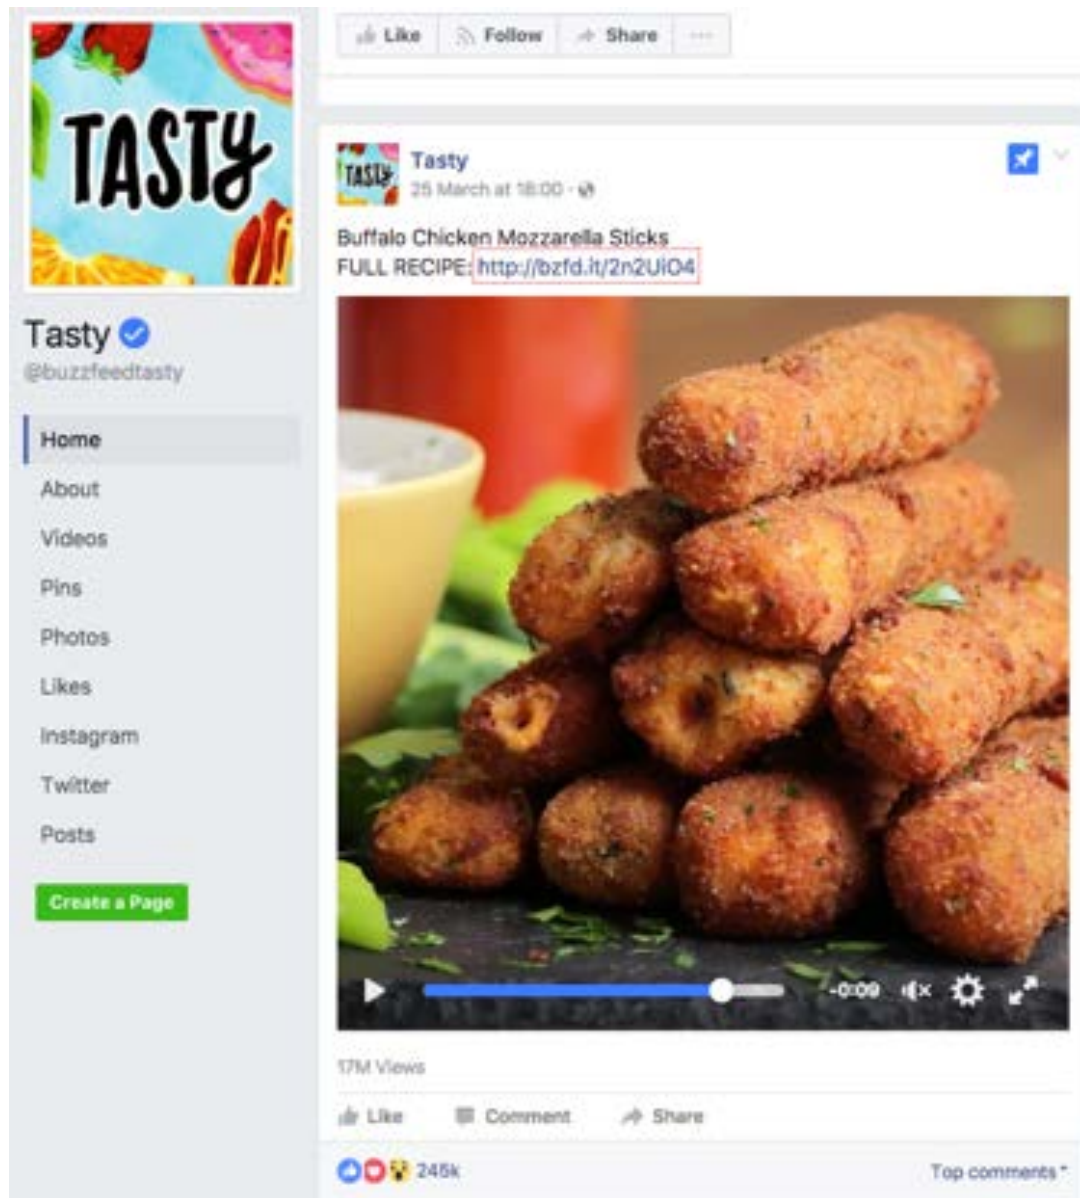 TASTY
Tasty
@buzzfeedtasty
Home
About
Videos
Pins
Photos
Likes
Instagram
Twitter
Posts
Create a Page
Like Follow Share ...
TASTY
Tasty
25 March at 18:00
Buffalo Chicken Mozzarella Sticks
FULL RECIPE: http://bzfd.it/2n2UiO4
-0:09
17M Views
Like Comment Share
245k Top comments